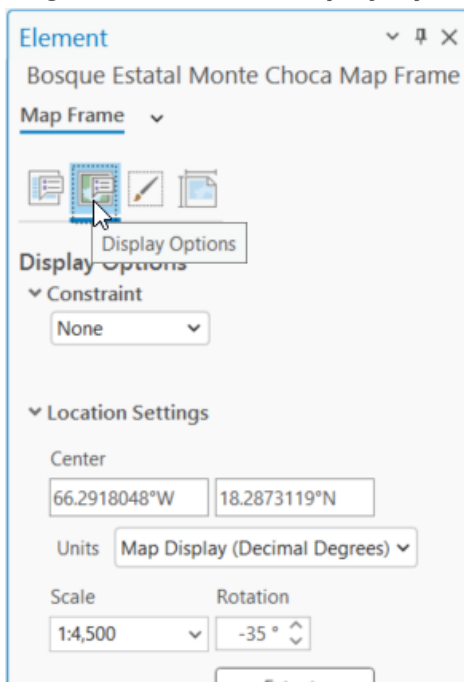 Element
Bosque Estatal Monte Choca Map Frame
Map Frame
Display Options
Display Options
Constraint
None
Location Settings
Center
66.2918048°W 18.2873119°N
Units Map Display (Decimal Degrees)
Scale Rotation
1:4,500 -35 °